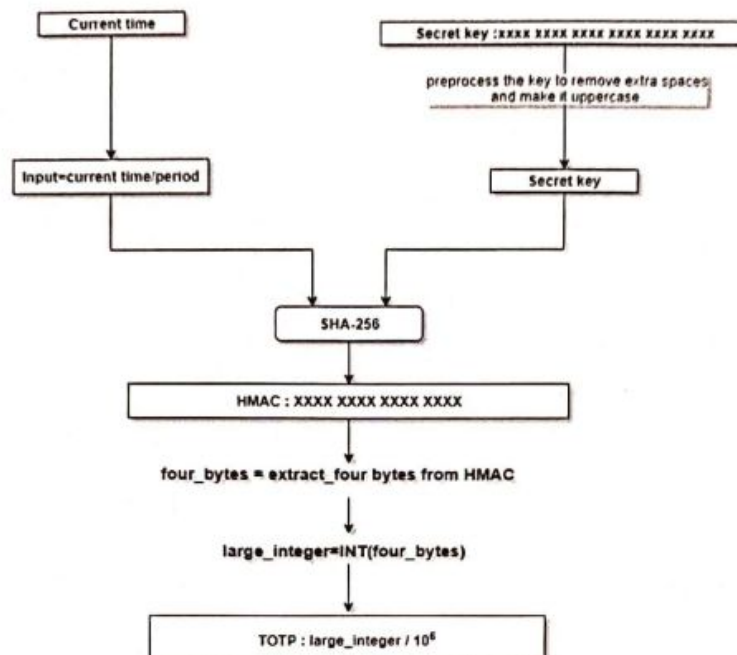 Current time
Secret key :xxxx xxxx xxxx xxxx xxxx xxxx
preprocess the key to remove extra spaces
and make it uppercase
Input=current time/period
Secret key
SHA-256
HMAC : XXXX XXXX XXXX XXXX
four_bytes = extract_four bytes from HMAC
large_integer=INT(four_bytes)
TOTP : large_integer / 10⁶